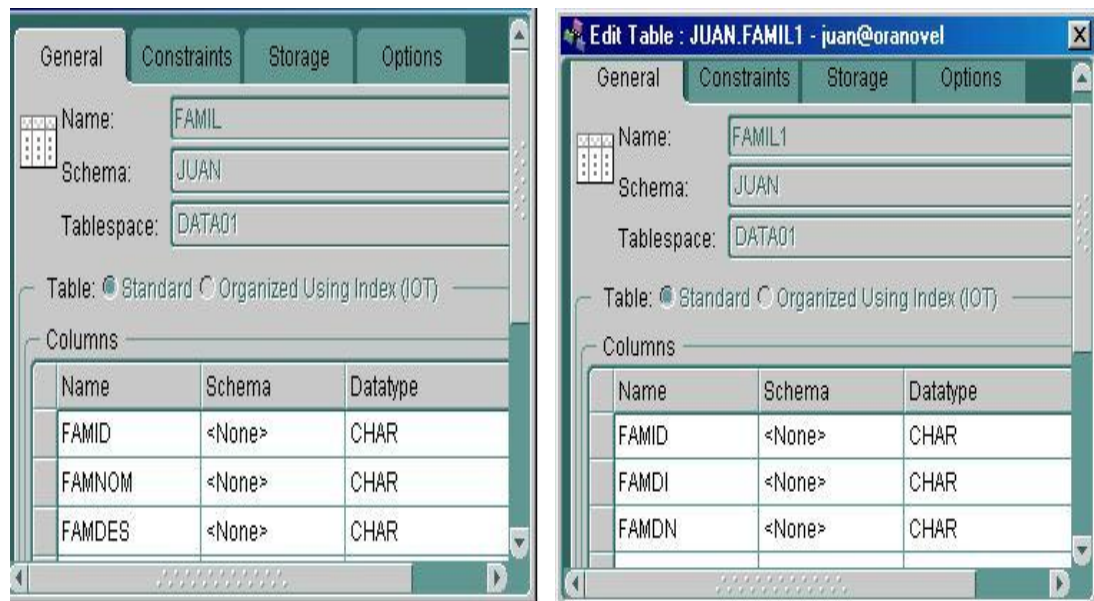 General Constraints Storage Options
Name: FAMIL
Schema: JUAN
Tablespace: DATA01
Table: Standard Organized Using Index (IOT)
Columns
Name Schema Datatype
FAMID <None> CHAR
FAMNOM <None> CHAR
FAMDES <None> CHAR
Edit Table : JUAN.FAMIL1 - juan@oranovel
General Constraints Storage Options
Name: FAMIL1
Schema: JUAN
Tablespace: DATA01
Table: Standard Organized Using Index (IOT)
Columns
Name Schema Datatype
FAMID <None> CHAR
FAMDI <None> CHAR
FAMDN <None> CHAR